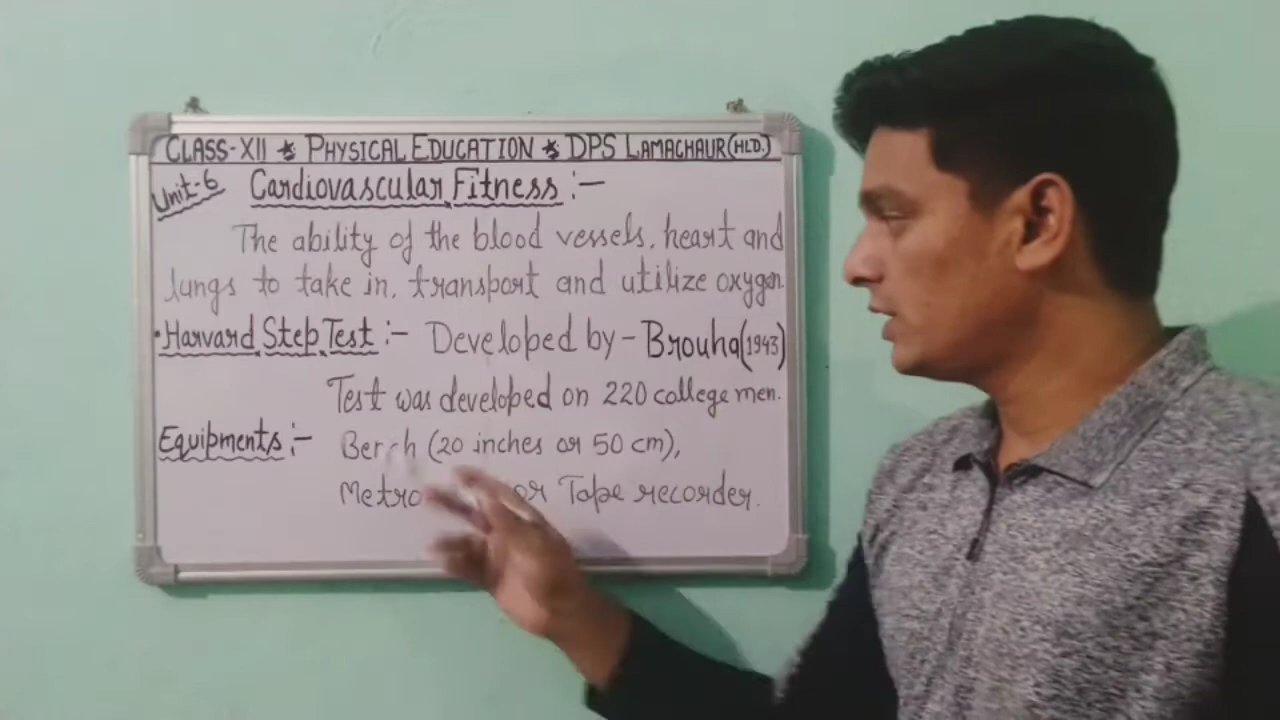 CLASS-XII ★ PHYSICAL EDUCATION ★ DPS LAMACHAUR (HLD.)
Unit-6 Cardiovascular Fitness :-
The ability of the blood vessels, heart and
lungs to take in, transport and utilize oxygen.
• Harvard Step Test :- Developed by - Brouha (1943)
Test was developed on 220 college men.
Equipments :- Bench (20 inches or 50 cm),
or Tape recorder.